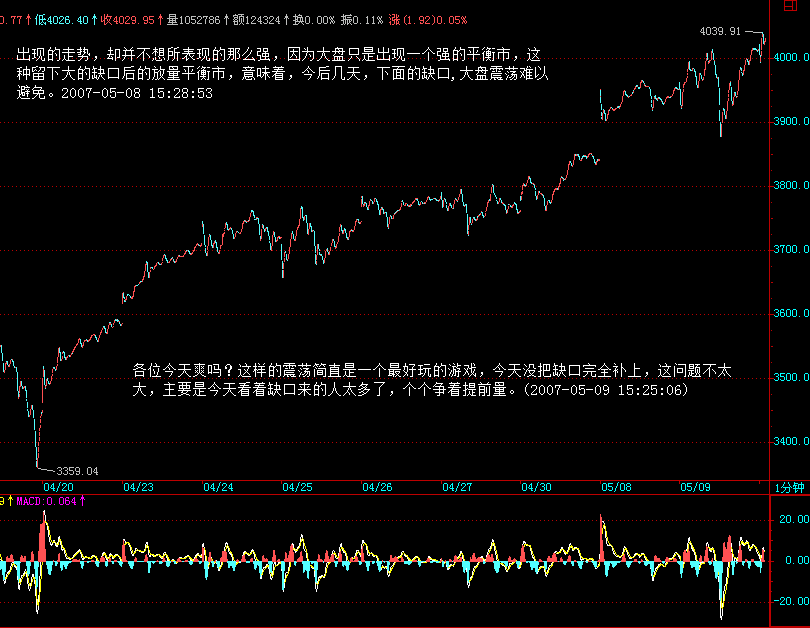 0.77↑低4026.40↑收4029.95↑量1052786↑额124324↑换0.00% 振0.11% 涨(1.92)0.05%
4039.91
出现的走势，却并不想所表现的那么强，因为大盘只是出现一个强的平衡市，这
种留下大的缺口后的放量平衡市，意味着，今后几天，下面的缺口,大盘震荡难以
避免。2007-05-08 15:28:53
4000.0
3900.0
3800.0
3700.0
3600.0
各位今天爽吗？这样的震荡简直是一个最好玩的游戏，今天没把缺口完全补上，这问题不太
大，主要是今天看着缺口来的人太多了，个个争着提前量。(2007-05-09 15:25:06)
3500.0
3400.0
3359.04
04/20 04/23 04/24 04/25 04/26 04/27 04/30 05/08 05/09 1分钟
9↑MACD:0.064↑
20.00
0.00
-20.00